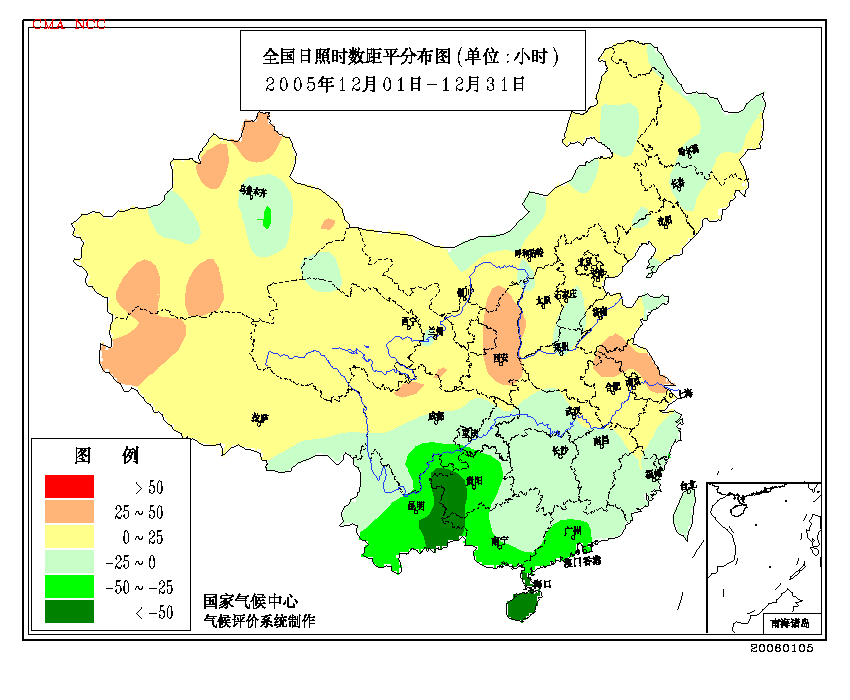 CMA NCC
全国日照时数距平分布图(单位:小时)
2005年12月01日-12月31日
哈尔滨
长春
乌鲁木齐
沈阳
呼和浩特
北京
天津
银川
太原 石家庄
西宁
济南
兰州
郑州
西安
合肥 南京
上海
拉萨
成都
武汉
重庆
南昌
长沙
贵阳
福州
台北
昆明
广州
南宁
澳门 香港
海口
图 例
>50
25~50
0~25
-25~0
-50~-25
<-50
国家气候中心
气候评价系统制作
南海诸岛
20060105